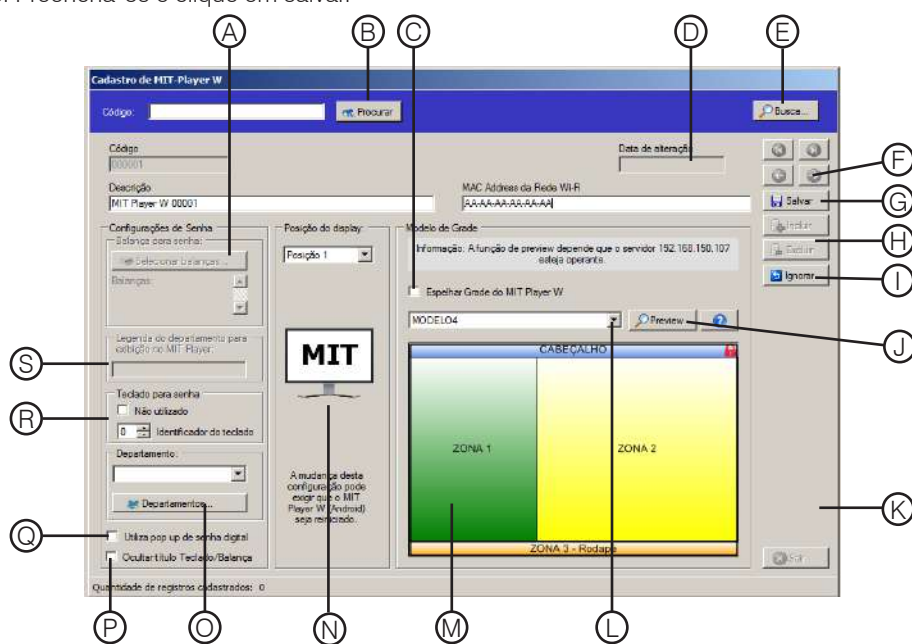 A B C D E
Cadastro de MIT-Player W
Código: Procurar Busca...
Código Data de alteração
000001
Descrição MAC Address da Rede Wi-Fi
MIT Player W 00001 AA-AA-AA-AA-AA-AA
F
Salvar G
Incluir
Excluir H
Ignorar I
Configurações de Senha
Balança para senha:
Selecionar balanças...
Balanças:
Legenda do departamento para
exibição no MIT Player:
S
Teclado para senha
Não utilizado
R
0 Identificador do teclado
Departamento:
Departamentos...
Q Utiliza pop up de senha digital
Ocultar título Teclado/Balança
Posição do display:
Posição 1
MIT
A mudança desta
configuração pode
exigir que o MIT
Player W (Android)
seja reiniciado.
Modelo de Grade
Informação: A função de preview depende que o servidor 192.168.150.107
esteja operante.
Espelhar Grade do MIT Player W
MODELO4 Preview ?
J
CABEÇALHO
ZONA 1 ZONA 2
ZONA 3 - Rodapé
K
Sair
Quantidade de registros cadastrados: 0
P O N M L